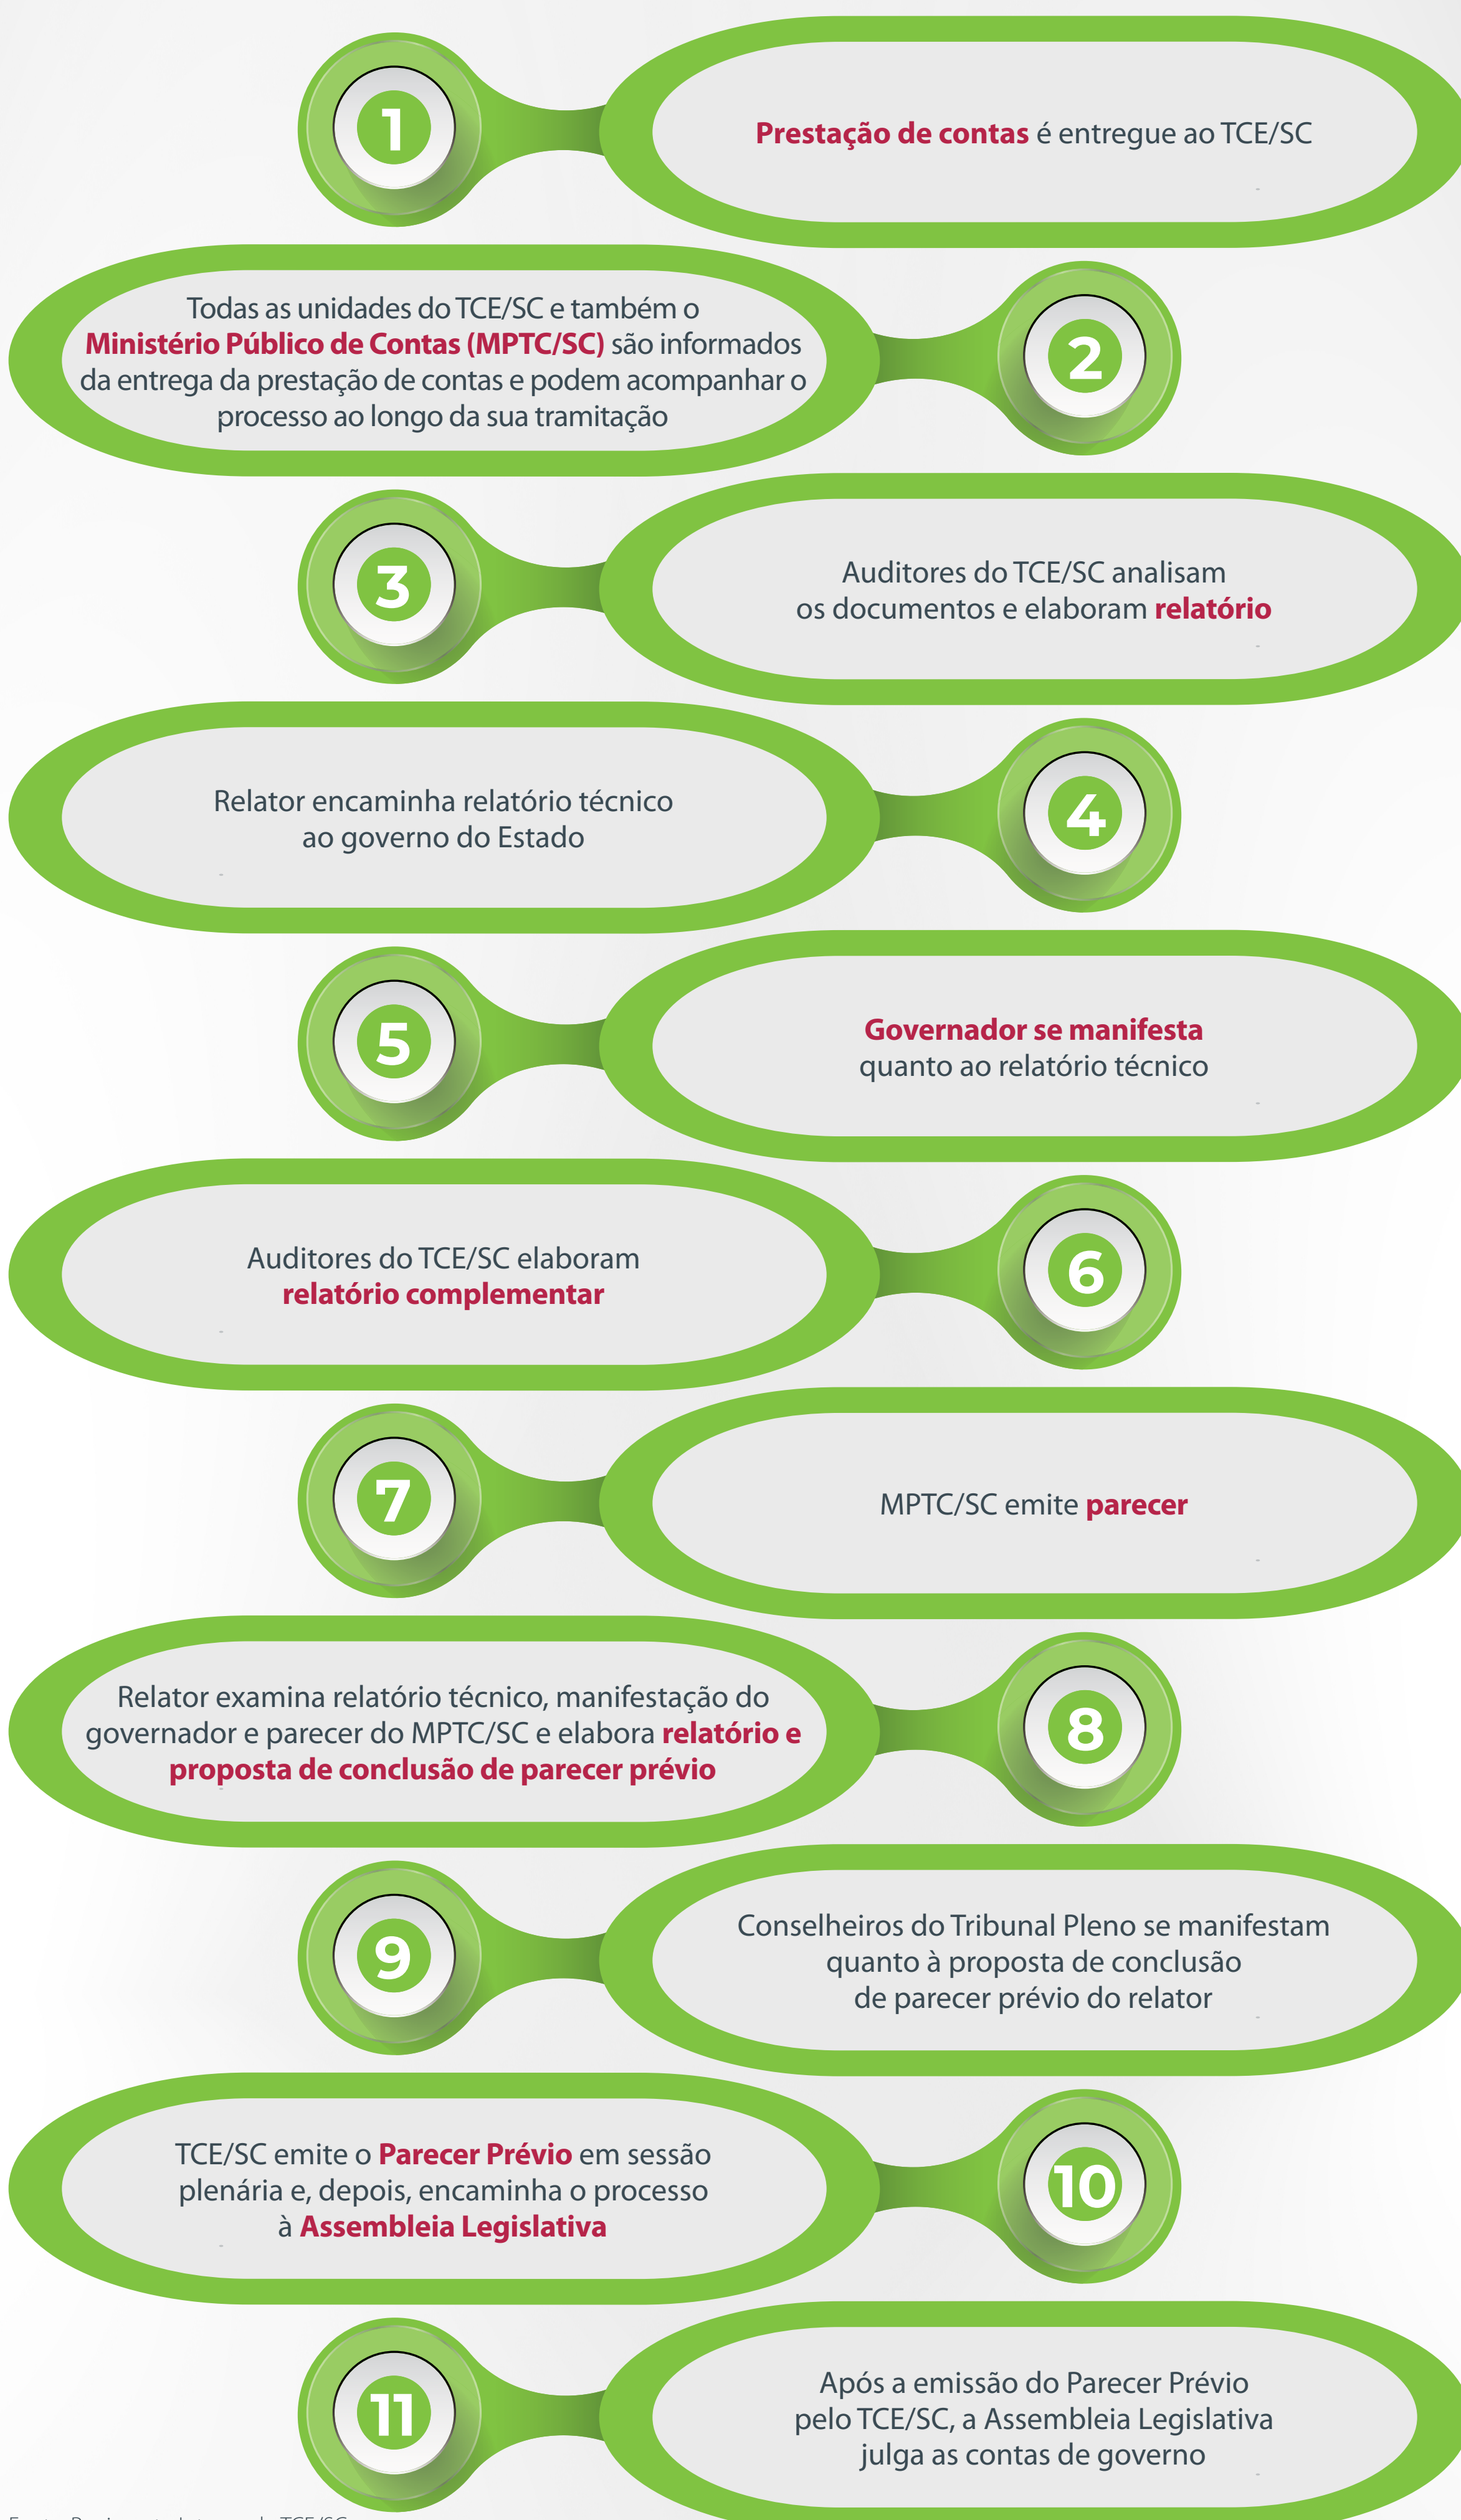 1
Prestação de contas é entregue ao TCE/SC
Todas as unidades do TCE/SC e também o
Ministério Público de Contas (MPTC/SC) são informados
da entrega da prestação de contas e podem acompanhar o
processo ao longo da sua tramitação
2
3
Auditores do TCE/SC analisam
os documentos e elaboram relatório
Relator encaminha relatório técnico
ao governo do Estado
4
5
Governador se manifesta
quanto ao relatório técnico
Auditores do TCE/SC elaboram
relatório complementar
6
7
MPTC/SC emite parecer
Relator examina relatório técnico, manifestação do
governador e parecer do MPTC/SC e elabora relatório e
proposta de conclusão de parecer prévio
8
9
Conselheiros do Tribunal Pleno se manifestam
quanto à proposta de conclusão
de parecer prévio do relator
TCE/SC emite o Parecer Prévio em sessão
plenária e, depois, encaminha o processo
à Assembleia Legislativa
10
11
Após a emissão do Parecer Prévio
pelo TCE/SC, a Assembleia Legislativa
julga as contas de governo